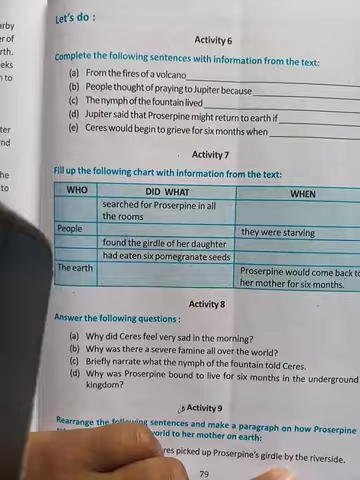 Let's do :
Activity 6
Complete the following sentences with information from the text:
(a) From the fires of a volcano
(b) People thought of praying to Jupiter because
(c) The nymph of the fountain lived
(d) Jupiter said that Proserpine might return to earth if
(e) Ceres would begin to grieve for six months when
Activity 7
Fill up the following chart with information from the text:
WHO DID WHAT WHEN
searched for Proserpine in all
the rooms
People they were starving
found the girdle of her daughter
had eaten six pomegranate seeds
The earth Proserpine would come back to
her mother for six months.
Activity 8
Answer the following questions :
(a) Why did Ceres feel very sad in the morning?
(b) Why was there a severe famine all over the world?
(c) Briefly narrate what the nymph of the fountain told Ceres.
(d) Why was Proserpine bound to live for six months in the underground
kingdom?
Activity 9
Rearrange the following sentences and make a paragraph on how Proserpine
world to her mother on earth:
res picked up Proserpine's girdle by the riverside.
79